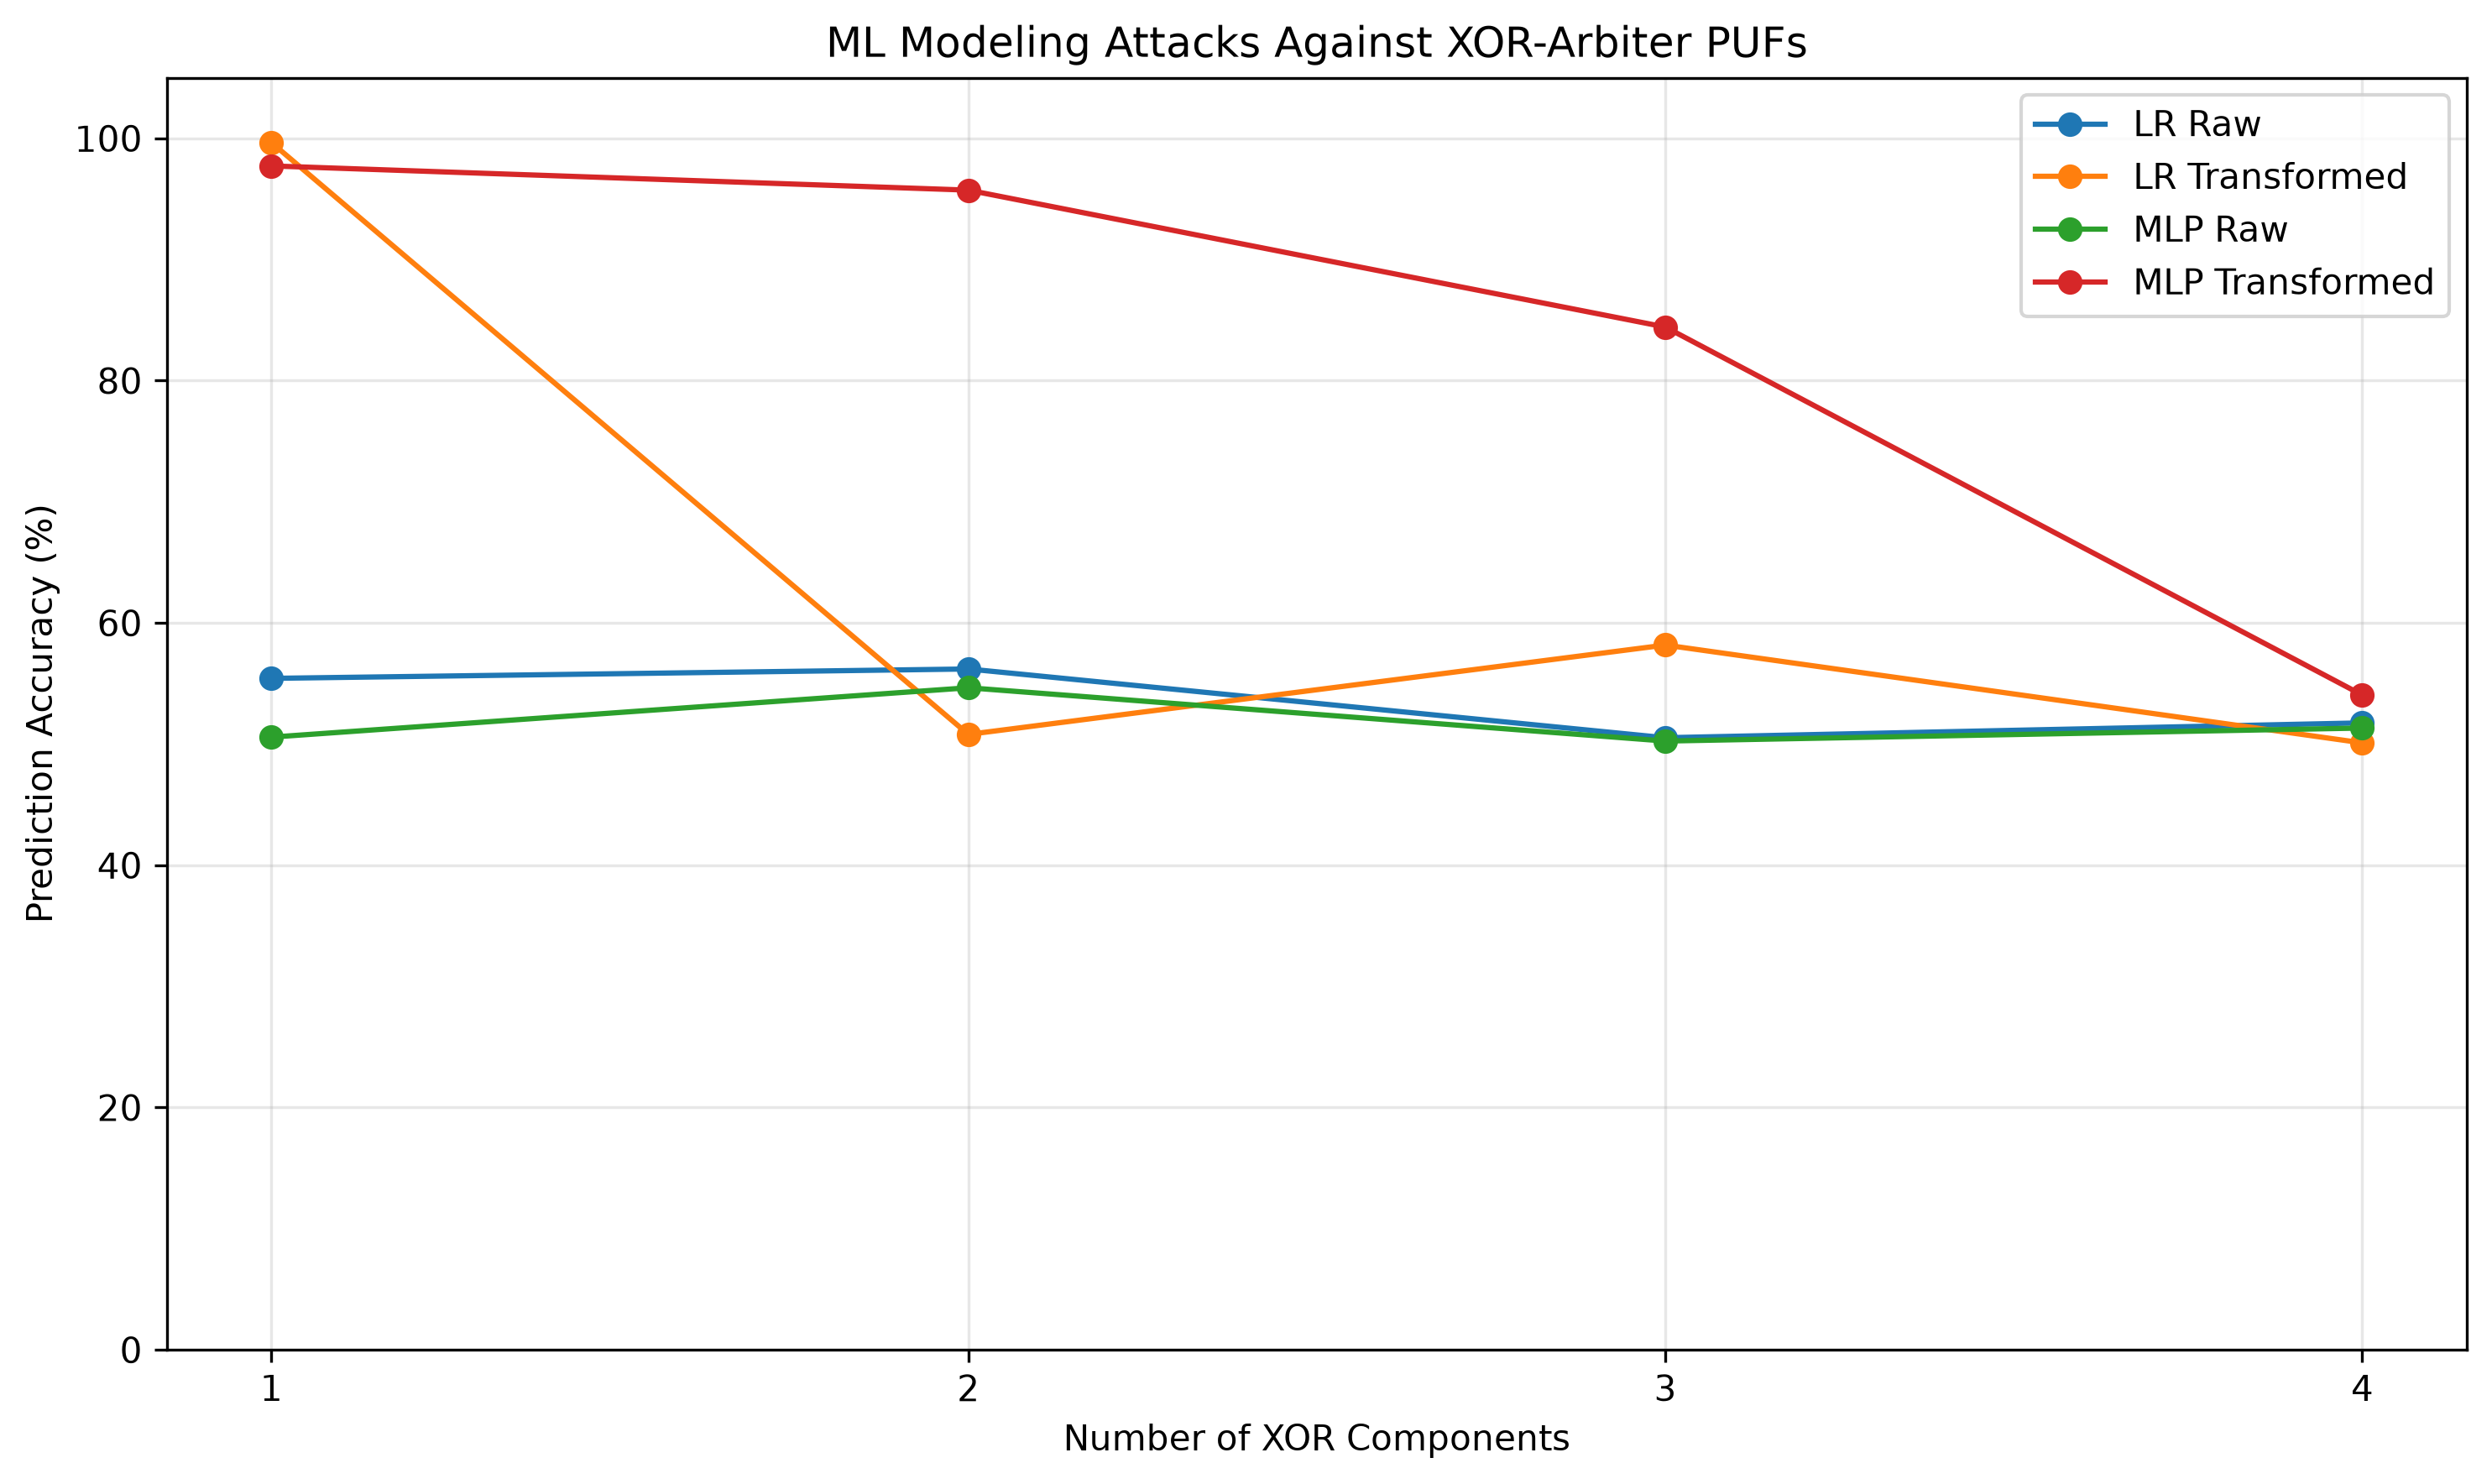 ML Modeling Attacks Against XOR-Arbiter PUFs
LR Raw
LR Transformed
MLP Raw
MLP Transformed
Prediction Accuracy (%)
100
80
60
40
20
0
1 2 3 4
Number of XOR Components